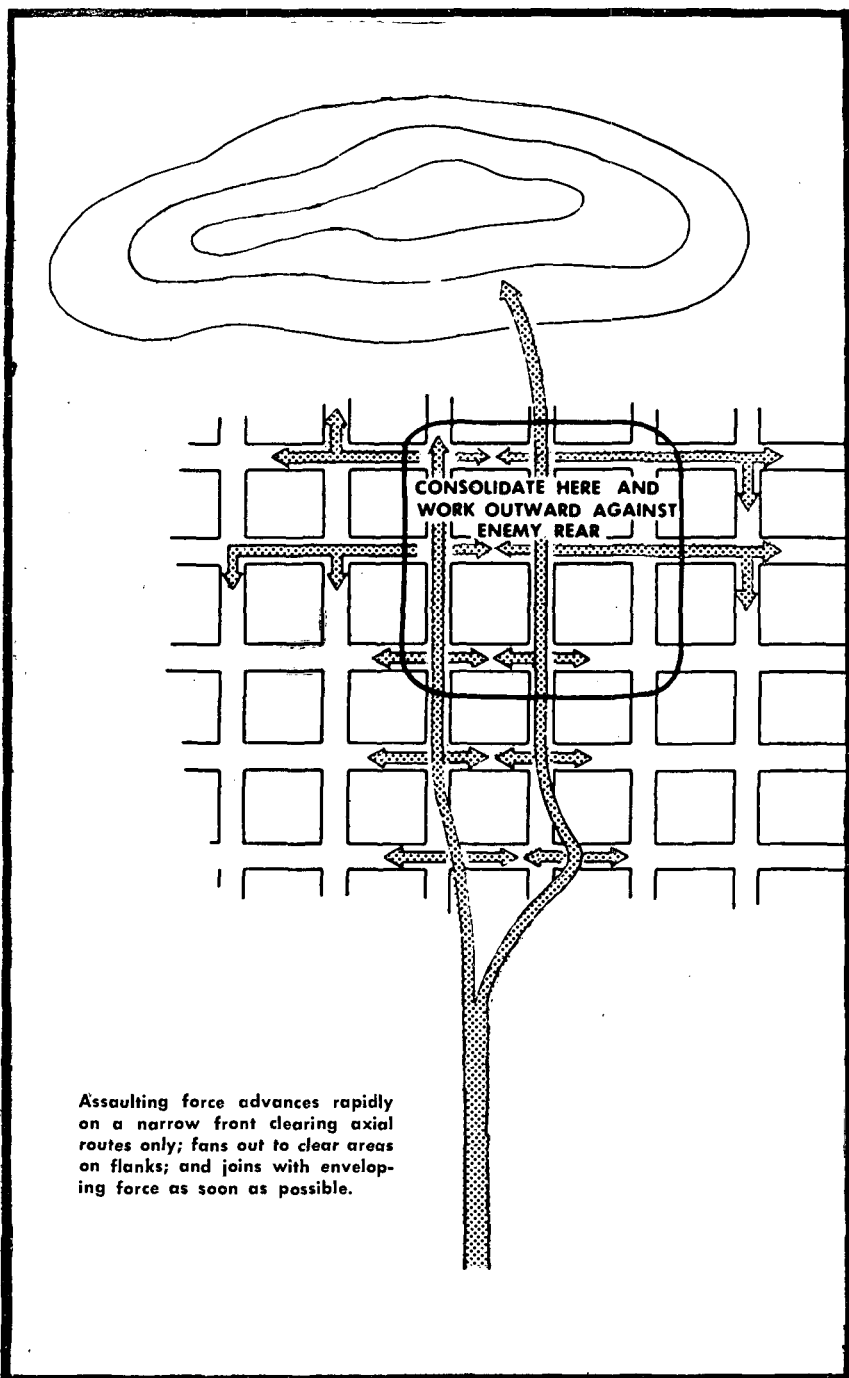 CONSOLIDATE HERE AND
WORK OUTWARD AGAINST
ENEMY REAR
Assaulting force advances rapidly
on a narrow front clearing axial
routes only; fans out to clear areas
on flanks; and joins with envelop-
ing force as soon as possible.